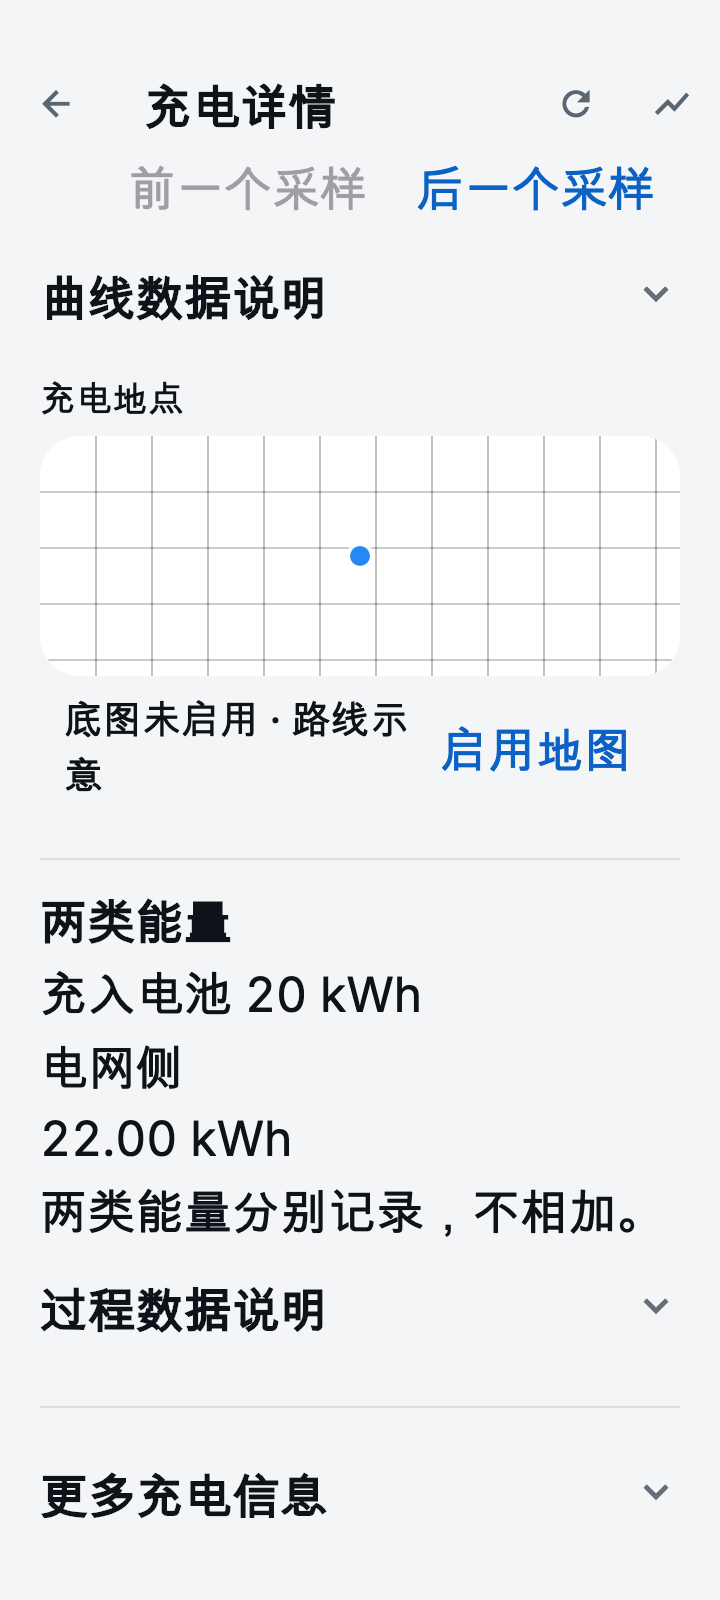 充电详情
前一个采样 后一个采样
曲线数据说明
充电地点
底图未启用 · 路线示
意
启用地图
两类能量
充入电池 20 kWh
电网侧
22.00 kWh
两类能量分别记录，不相加。
过程数据说明
更多充电信息